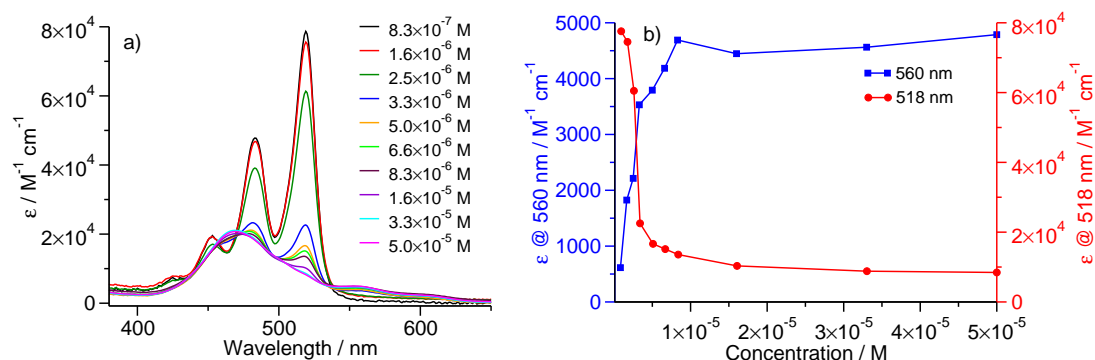 a)
ε / M⁻¹ cm⁻¹
8×10⁴
6×10⁴
4×10⁴
2×10⁴
0
400 450 500 550 600
Wavelength / nm
8.3×10⁻⁷ M
1.6×10⁻⁶ M
2.5×10⁻⁶ M
3.3×10⁻⁶ M
5.0×10⁻⁶ M
6.6×10⁻⁶ M
8.3×10⁻⁶ M
1.6×10⁻⁵ M
3.3×10⁻⁵ M
5.0×10⁻⁵ M
b)
ε @ 560 nm / M⁻¹ cm⁻¹
5000
4000
3000
2000
1000
0
560 nm
518 nm
1×10⁻⁵ 2×10⁻⁵ 3×10⁻⁵ 4×10⁻⁵ 5×10⁻⁵
Concentration / M
8×10⁴
6×10⁴
4×10⁴
2×10⁴
0
ε @ 518 nm / M⁻¹ cm⁻¹